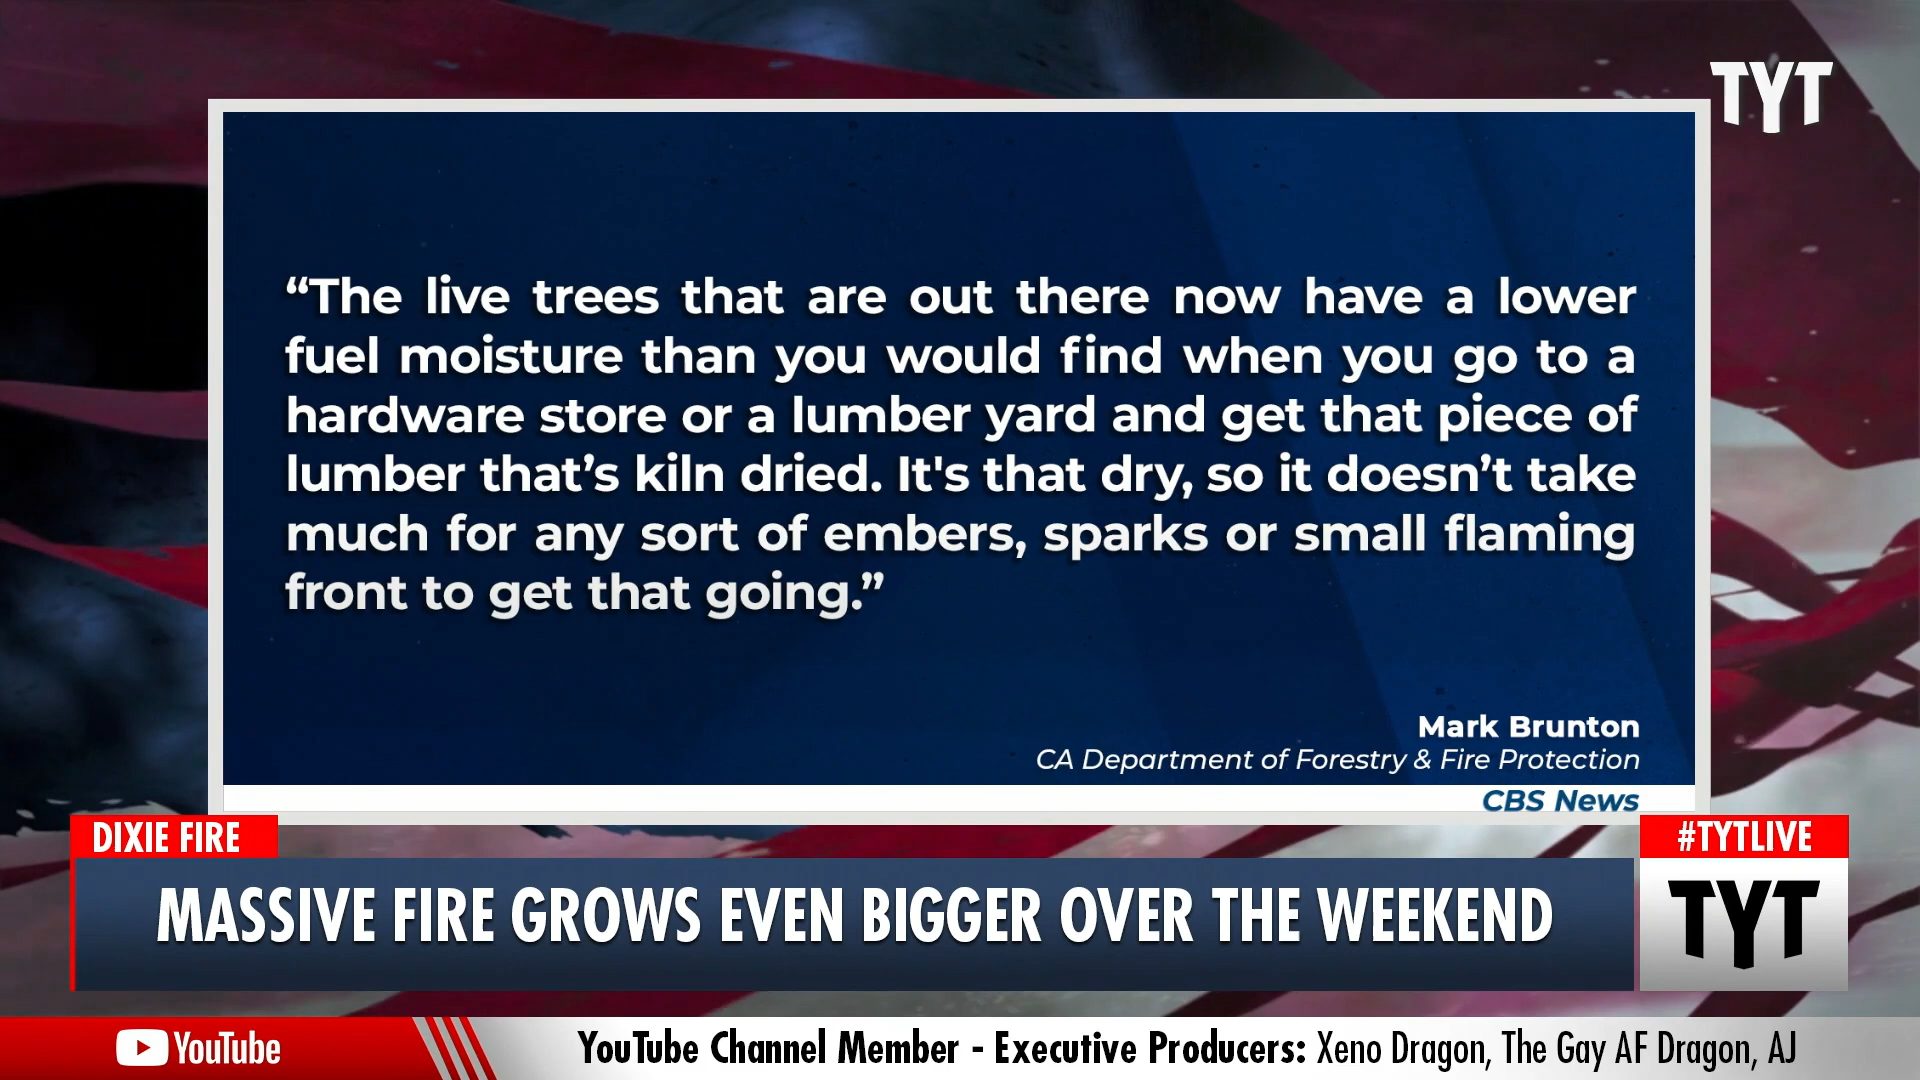 TYT
“The live trees that are out there now have a lower
fuel moisture than you would find when you go to a
hardware store or a lumber yard and get that piece of
lumber that’s kiln dried. It's that dry, so it doesn’t take
much for any sort of embers, sparks or small flaming
front to get that going.”
Mark Brunton
CA Department of Forestry & Fire Protection
CBS News
DIXIE FIRE
#TYTLIVE
MASSIVE FIRE GROWS EVEN BIGGER OVER THE WEEKEND
TYT
YouTube
YouTube Channel Member - Executive Producers: Xeno Dragon, The Gay AF Dragon, AJ